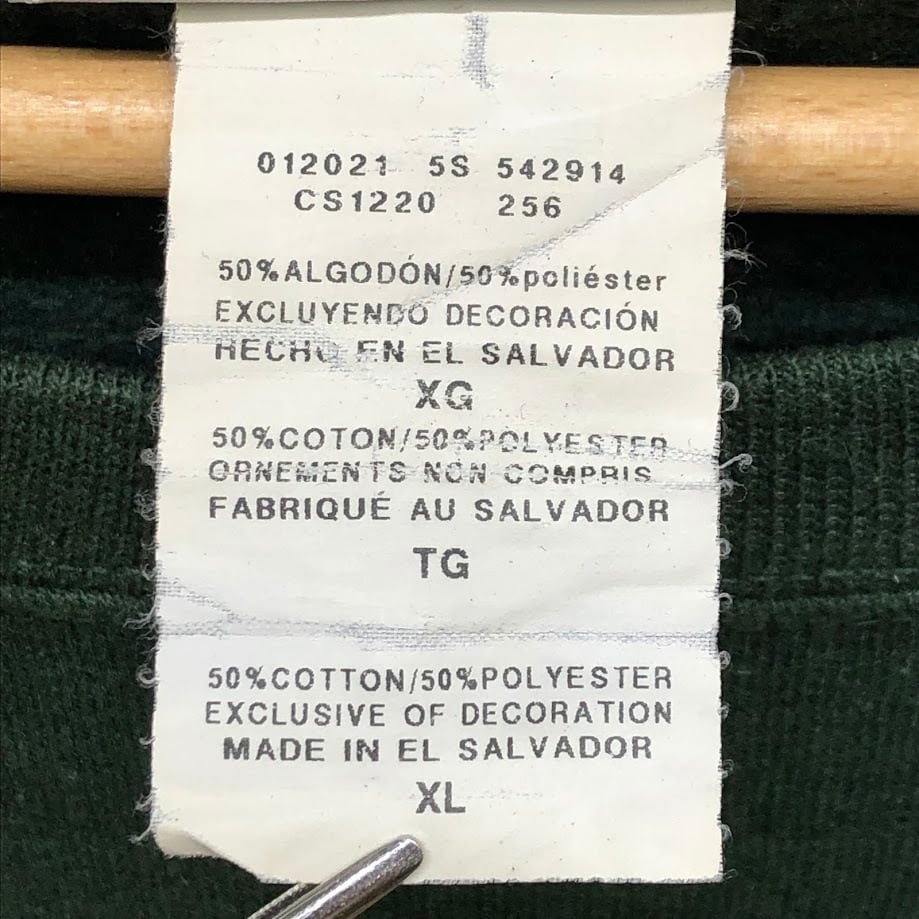 012021 5S 542914
CS1220 256
50%ALGODÓN/50%poliéster
EXCLUYENDO DECORACIÓN
HECHO EN EL SALVADOR
XG
50%COTON/50%POLYESTER
ORNEMENTS NON COMPRIS
FABRIQUÉ AU SALVADOR
TG
50%COTTON/50%POLYESTER
EXCLUSIVE OF DECORATION
MADE IN EL SALVADOR
XL